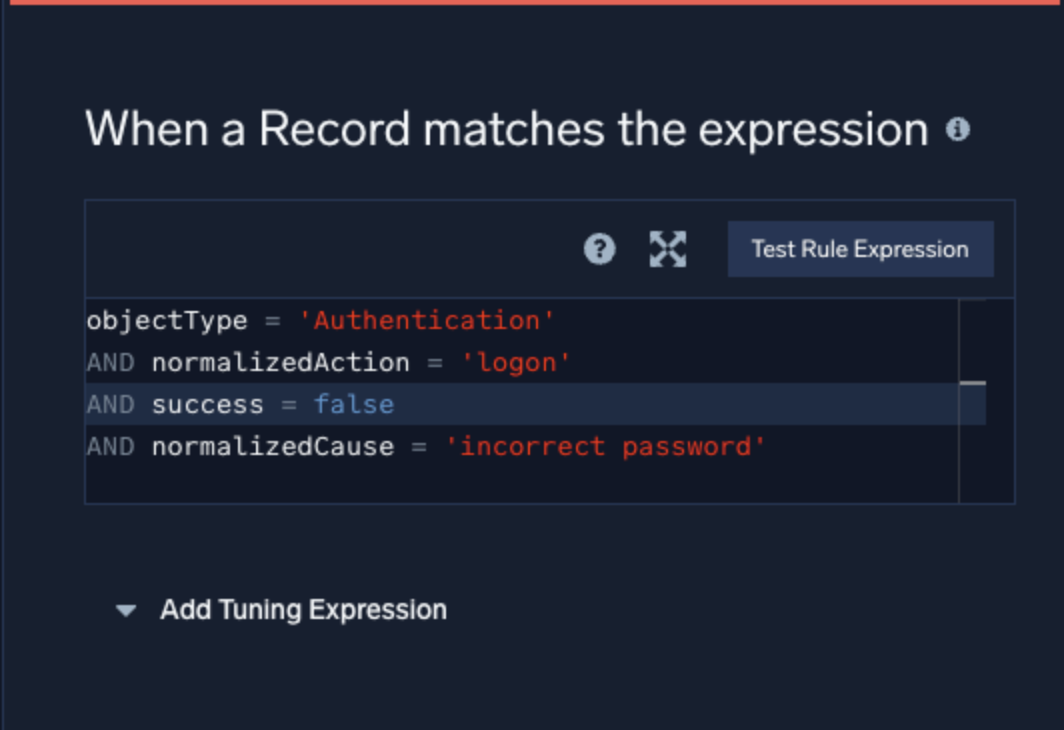 When a Record matches the expression
Test Rule Expression
objectType = 'Authentication'
AND normalizedAction = 'logon'
AND success = false
AND normalizedCause = 'incorrect password'
Add Tuning Expression